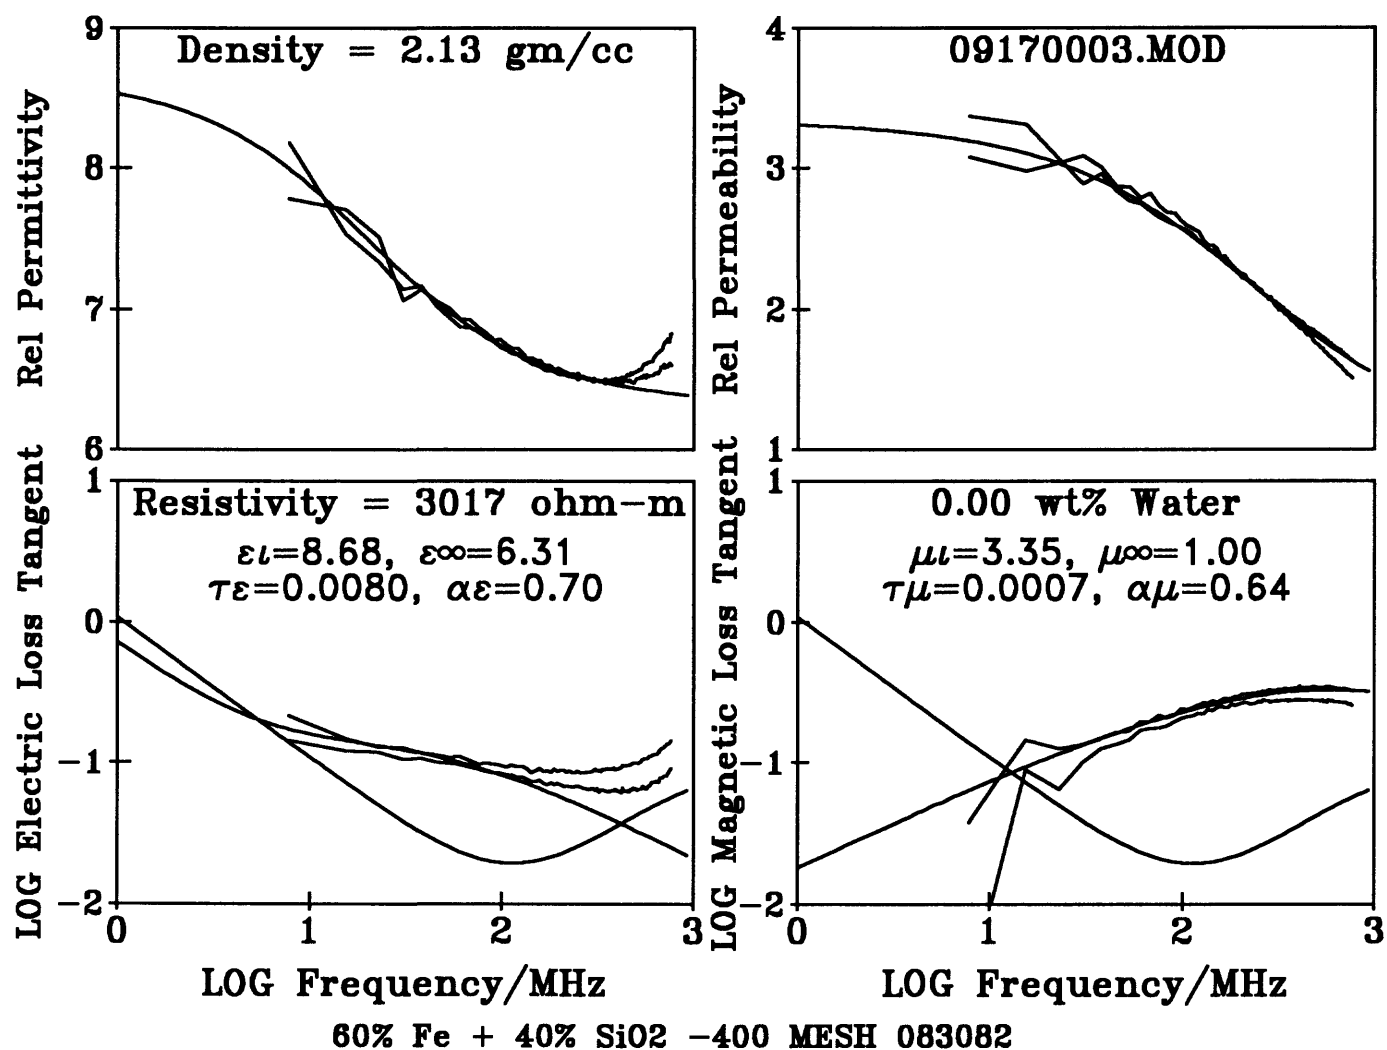 Density = 2.13 gm/cc
9
8
7
6
Rel Permittivity
09170003.MOD
4
3
2
1
Rel Permeability
Resistivity = 3017 ohm-m
ει=8.68, ε∞=6.31
τε=0.0080, αε=0.70
1
0
-1
-2
LOG Electric Loss Tangent
0 1 2 3
LOG Frequency/MHz
0.00 wt% Water
μι=3.35, μ∞=1.00
τμ=0.0007, αμ=0.64
1
0
-1
-2
LOG Magnetic Loss Tangent
0 1 2 3
LOG Frequency/MHz
60% Fe + 40% SiO2 -400 MESH 083082